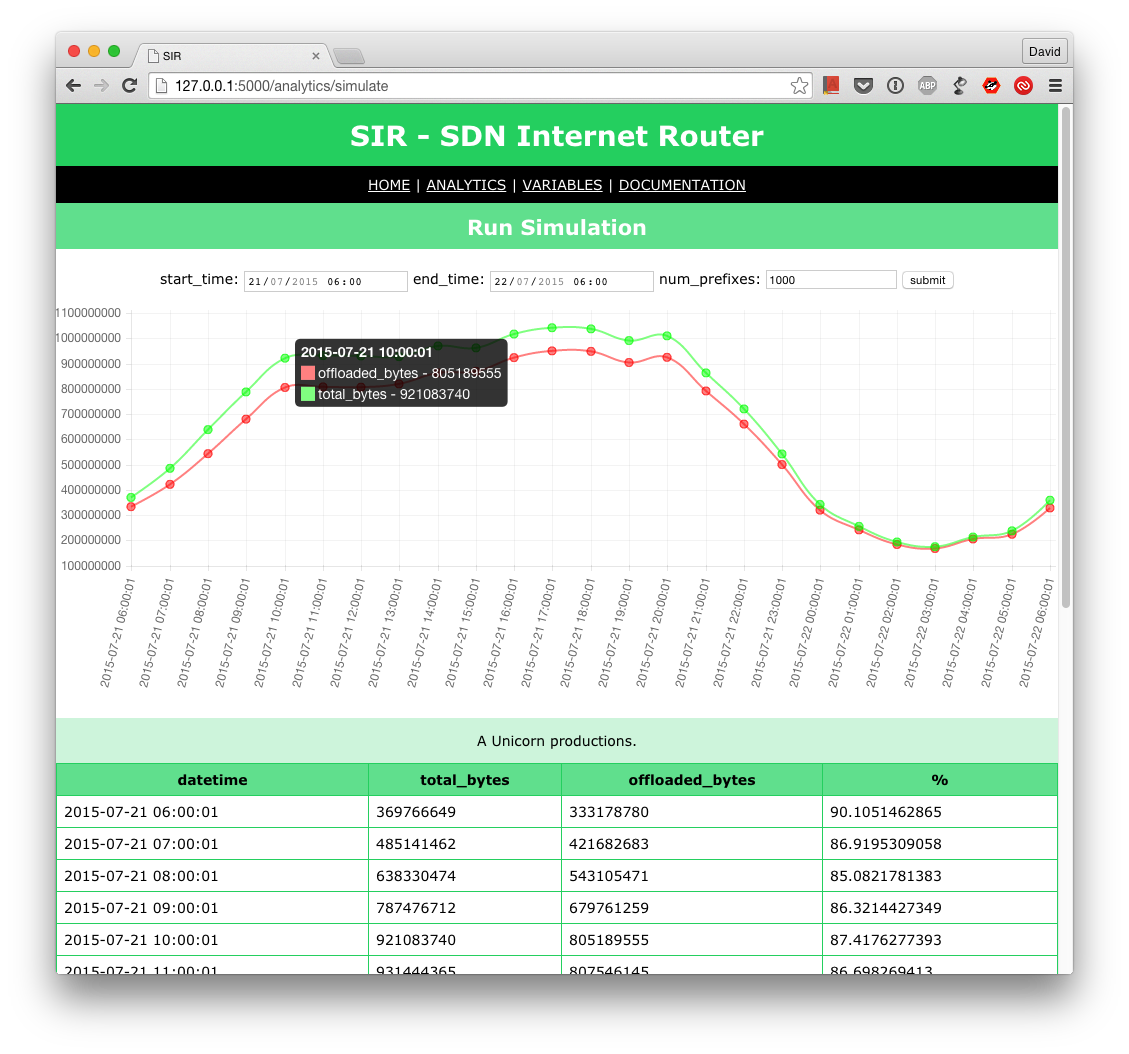 SIR
David
127.0.0.1:5000/analytics/simulate
ABP
SIR - SDN Internet Router
HOME | ANALYTICS | VARIABLES | DOCUMENTATION
Run Simulation
start_time: 21/07/2015 06:00 end_time: 22/07/2015 06:00 num_prefixes: 1000 submit
1100000000
1000000000
900000000
800000000
700000000
600000000
500000000
400000000
300000000
200000000
100000000
2015-07-21 10:00:01
offloaded_bytes - 805189555
total_bytes - 921083740
2015-07-21 06:00:01
2015-07-21 07:00:01
2015-07-21 08:00:01
2015-07-21 09:00:01
2015-07-21 10:00:01
2015-07-21 11:00:01
2015-07-21 12:00:01
2015-07-21 13:00:01
2015-07-21 14:00:01
2015-07-21 15:00:01
2015-07-21 16:00:01
2015-07-21 17:00:01
2015-07-21 18:00:01
2015-07-21 19:00:01
2015-07-21 20:00:01
2015-07-21 21:00:01
2015-07-21 22:00:01
2015-07-21 23:00:01
2015-07-22 00:00:01
2015-07-22 01:00:01
2015-07-22 02:00:01
2015-07-22 03:00:01
2015-07-22 04:00:01
2015-07-22 05:00:01
2015-07-22 06:00:01
A Unicorn productions.
datetime total_bytes offloaded_bytes %
2015-07-21 06:00:01 369766649 333178780 90.1051462865
2015-07-21 07:00:01 485141462 421682683 86.9195309058
2015-07-21 08:00:01 638330474 543105471 85.0821781383
2015-07-21 09:00:01 787476712 679761259 86.3214427349
2015-07-21 10:00:01 921083740 805189555 87.4176277393
2015-07-21 11:00:01 931444365 807546145 86.698269413